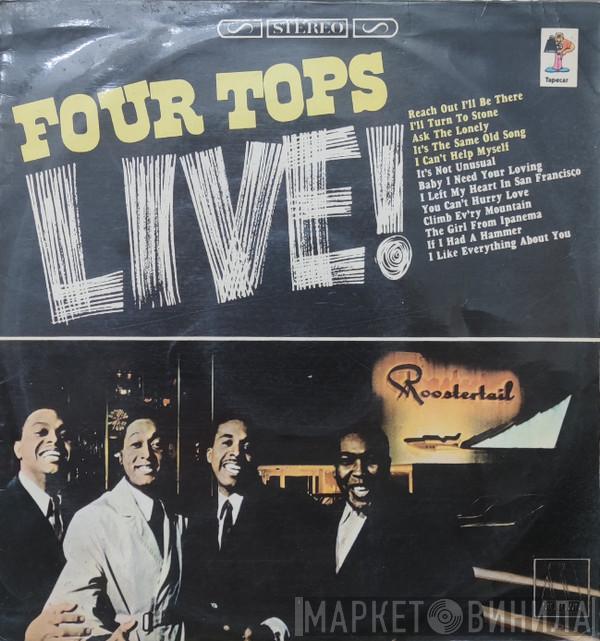 STEREO
Tapecar
FOUR TOPS
LIVE!
Reach Out I'll Be There
I'll Turn To Stone
Ask The Lonely
It's The Same Old Song
I Can't Help Myself
It's Not Unusual
Baby I Need Your Loving
I Left My Heart In San Francisco
You Can't Hurry Love
Climb Ev'ry Mountain
The Girl From Ipanema
If I Had A Hammer
I Like Everything About You
Roostertail
МАРКЕТ ВИНИЛА